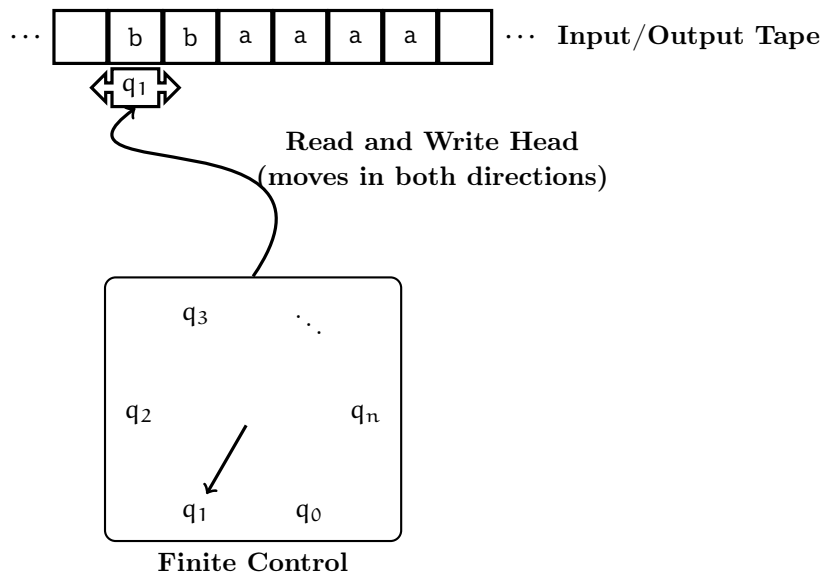 ··· b b a a a a ··· Input/Output Tape
q₁
Read and Write Head
(moves in both directions)
q₃ ⋱
q₂ qₙ
q₁ q₀
Finite Control